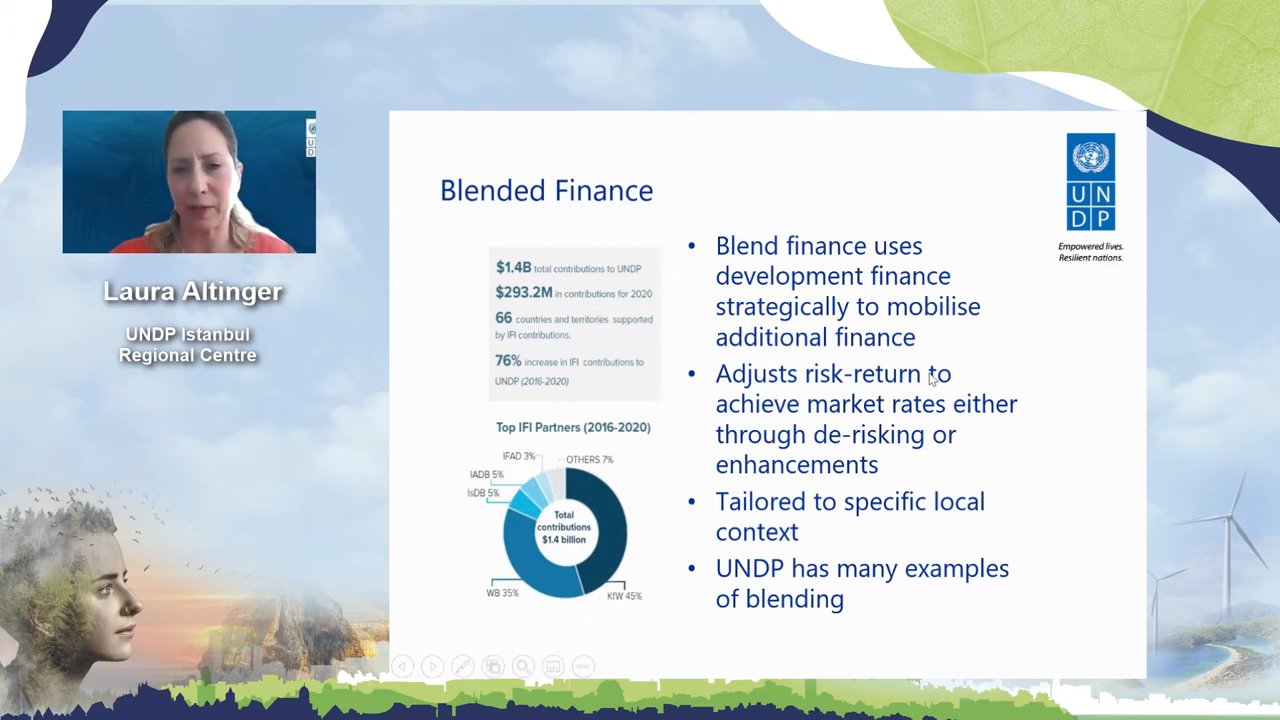 Laura Altinger
UNDP Istanbul
Regional Centre
Blended Finance
$1.4B total contributions to UNDP
$293.2M in contributions for 2020
66 countries and territories supported
by IFI contributions.
76% increase in IFI contributions to
UNDP (2016-2020)
Top IFI Partners (2016-2020)
IFAD 3%
OTHERS 7%
IADB 5%
IsDB 5%
Total
contributions
$1.4 billion
WB 35%
KfW 45%
• Blend finance uses
development finance
strategically to mobilise
additional finance
• Adjusts risk-return to
achieve market rates either
through de-risking or
enhancements
• Tailored to specific local
context
• UNDP has many examples
of blending
U N
D P
Empowered lives.
Resilient nations.
U
D